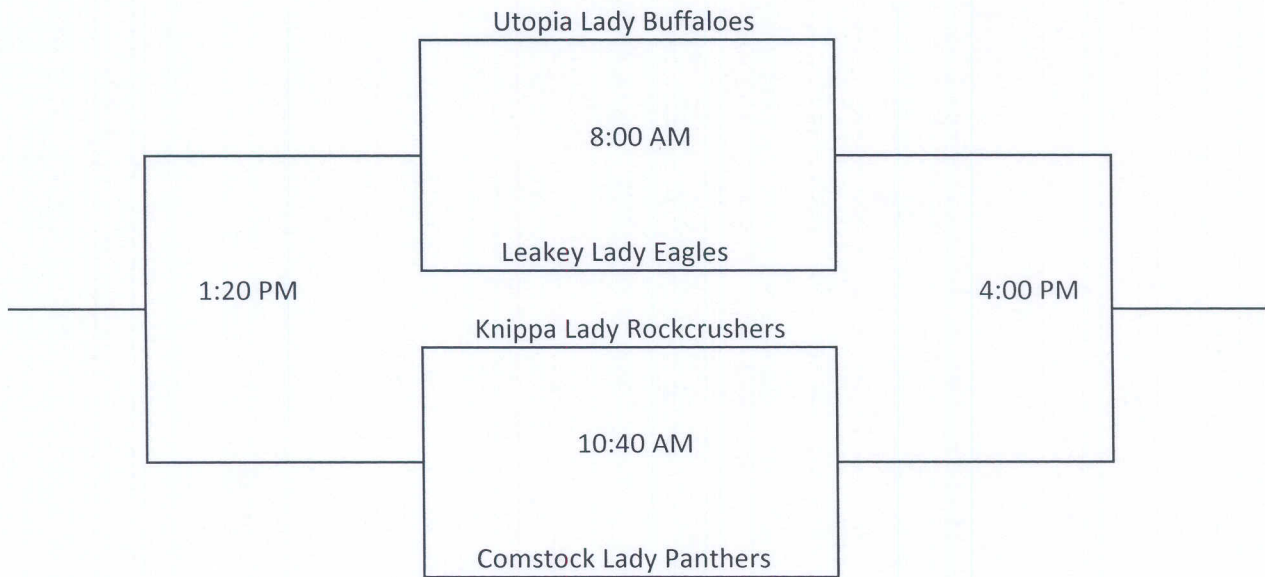 Utopia Lady Buffaloes
8:00 AM
Leakey Lady Eagles
1:20 PM
4:00 PM
Knippa Lady Rockcrushers
10:40 AM
Comstock Lady Panthers